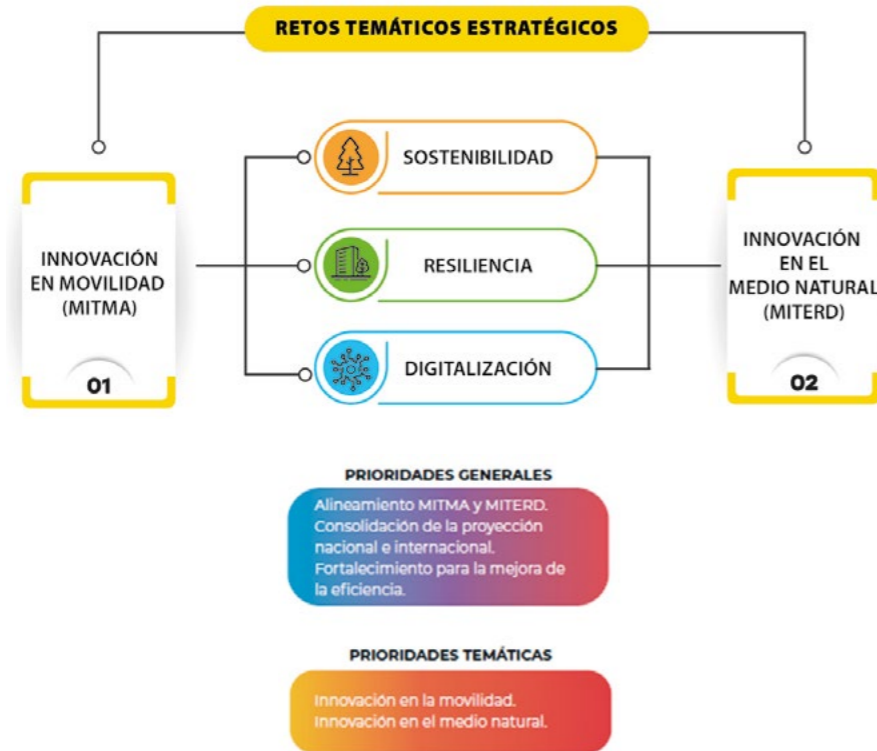 RETOS TEMÁTICOS ESTRATÉGICOS
INNOVACIÓN
EN MOVILIDAD
(MITMA)
01
SOSTENIBILIDAD
RESILIENCIA
DIGITALIZACIÓN
INNOVACIÓN
EN EL
MEDIO NATURAL
(MITERD)
02
PRIORIDADES GENERALES
Alineamiento MITMA y MITERD.
Consolidación de la proyección
nacional e internacional.
Fortalecimiento para la mejora de
la eficiencia.
PRIORIDADES TEMÁTICAS
Innovación en la movilidad.
Innovación en el medio natural.